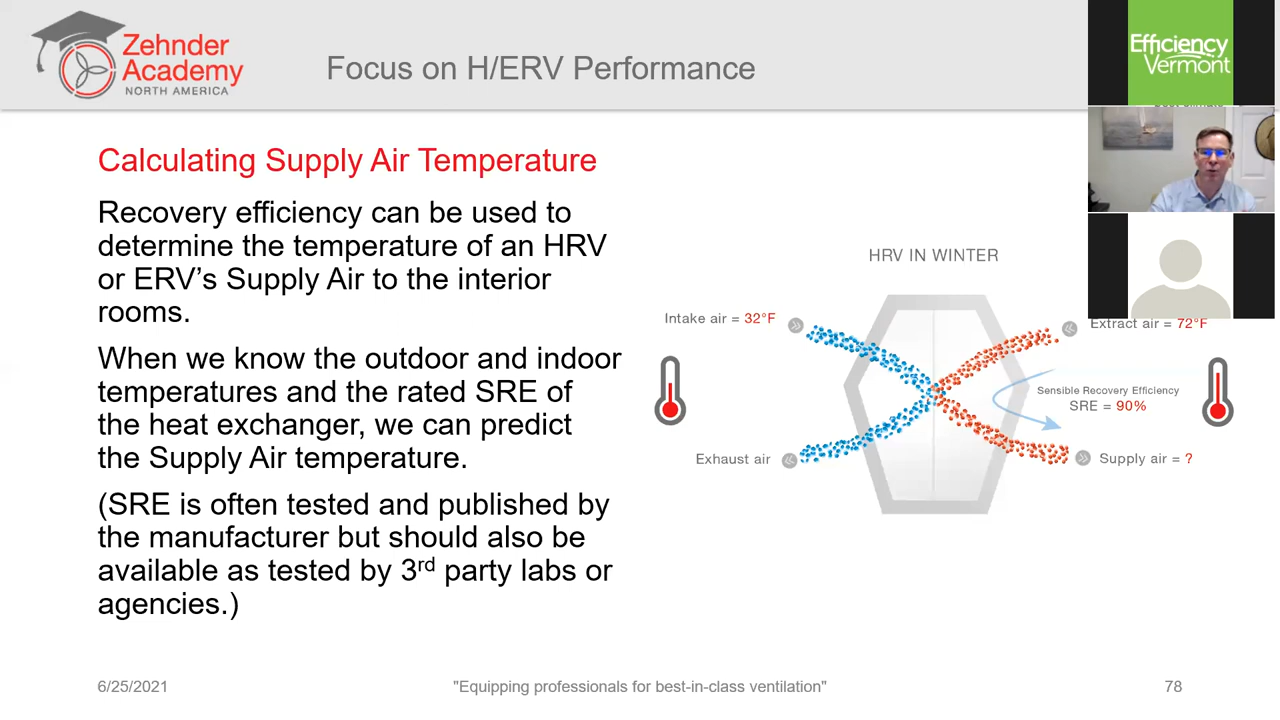 Zehnder
Academy
NORTH AMERICA
Focus on H/ERV Performance
Efficiency
Vermont
Calculating Supply Air Temperature
Recovery efficiency can be used to
determine the temperature of an HRV
or ERV's Supply Air to the interior
rooms.
When we know the outdoor and indoor
temperatures and the rated SRE of
the heat exchanger, we can predict
the Supply Air temperature.
(SRE is often tested and published by
the manufacturer but should also be
available as tested by 3rd party labs or
agencies.)
HRV IN WINTER
Intake air = 32°F
Extract air = 72°F
Sensible Recovery Efficiency
SRE = 90%
Exhaust air
Supply air = ?
6/25/2021
"Equipping professionals for best-in-class ventilation"
78